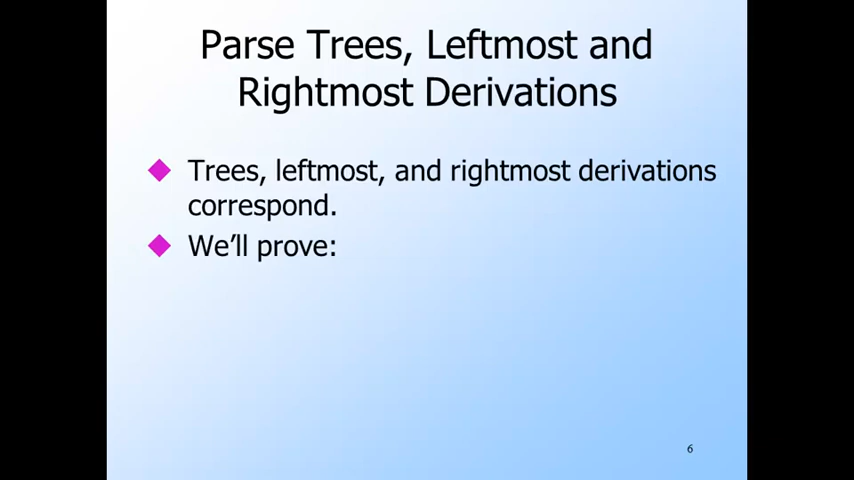 Parse Trees, Leftmost and
Rightmost Derivations
Trees, leftmost, and rightmost derivations
correspond.
We’ll prove:
6